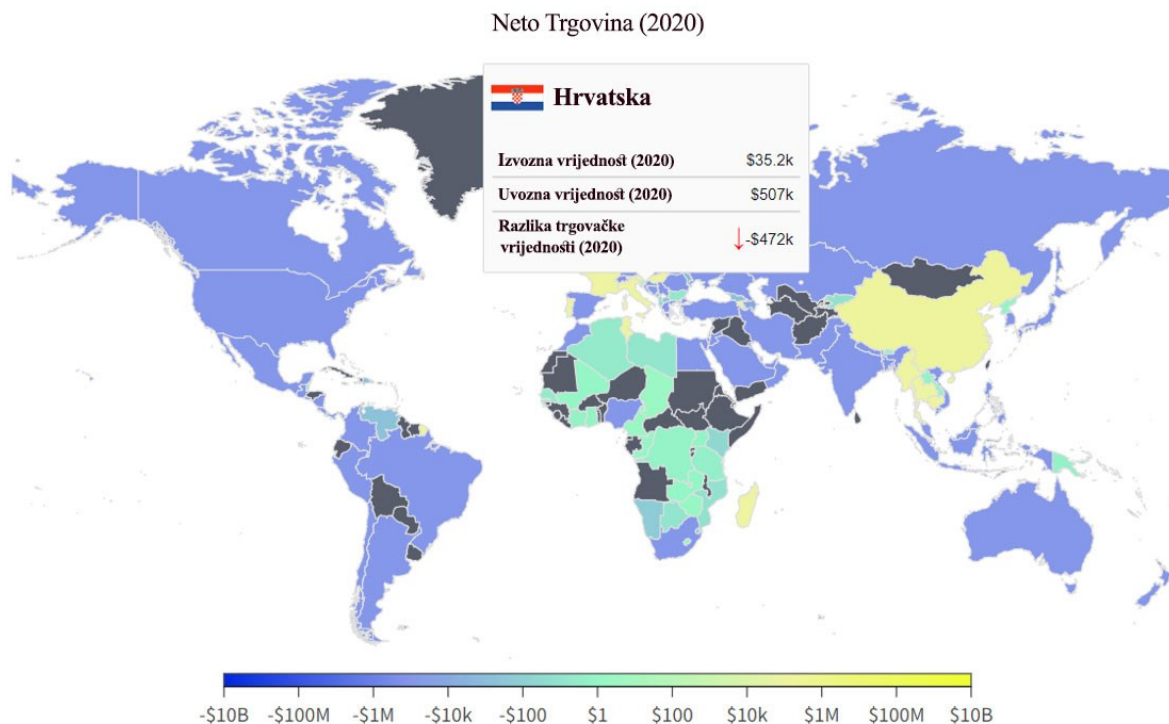 Neto Trgovina (2020)
Hrvatska
Izvozna vrijednost (2020) $35.2k
Uvozna vrijednost (2020) $507k
Razlika trgovačke
vrijednosti (2020)
-$472k
-$10B -$100M -$1M -$10k -$100 $1 $100 $10k $1M $100M $10B